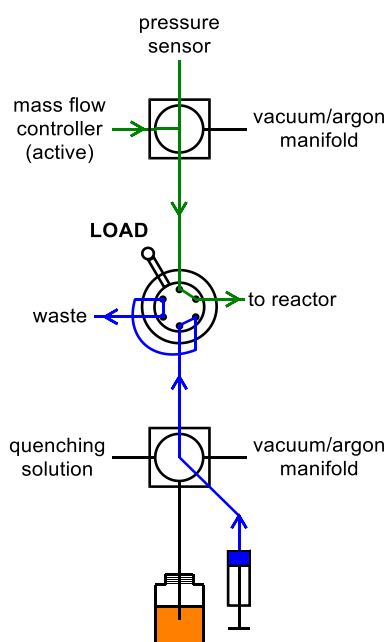 pressure
sensor
mass flow
controller
(active)
vacuum/argon
manifold
LOAD
to reactor
waste
quenching
solution
vacuum/argon
manifold